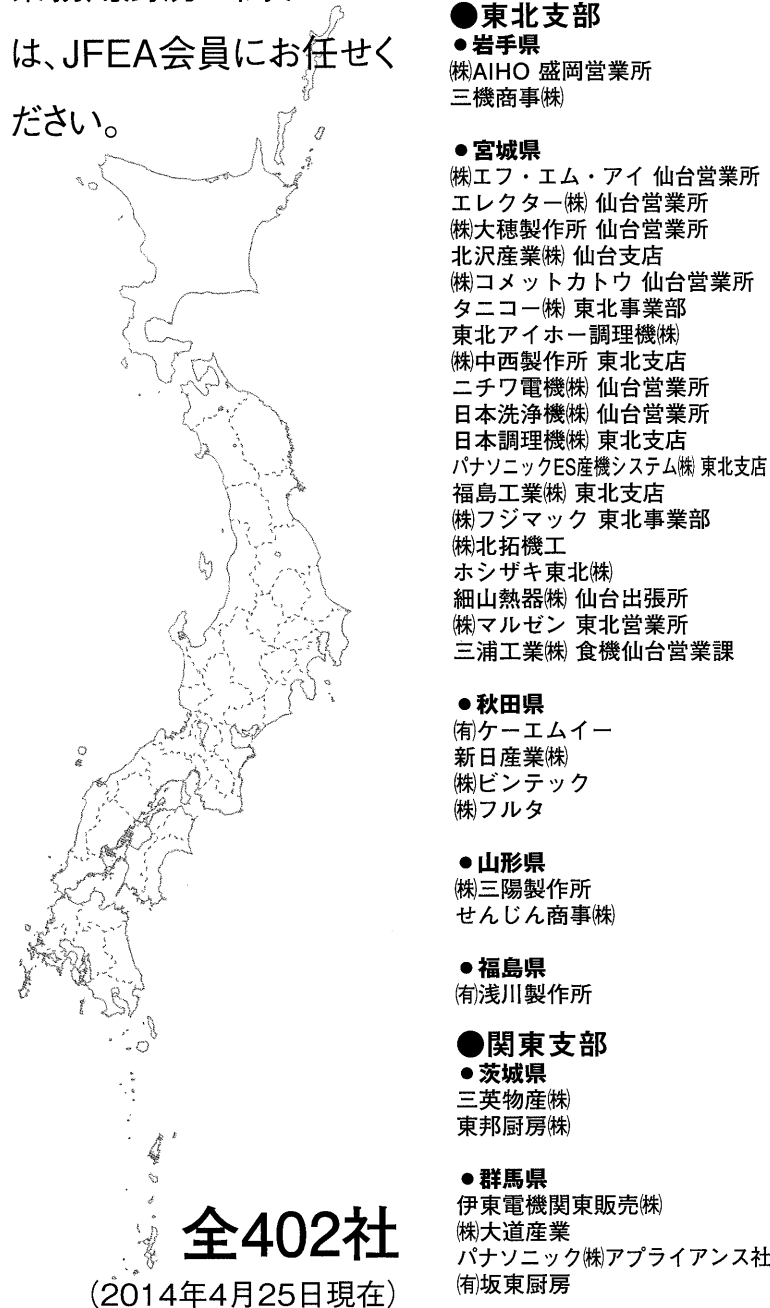 は、JFEA会員にお任せく
ださい。
全402社
（2014年4月25日現在）
●東北支部
●岩手県
㈱AIHO 盛岡営業所
三機商事㈱
●宮城県
㈱エフ・エム・アイ 仙台営業所
エレクター㈱ 仙台営業所
㈱大穂製作所 仙台営業所
北沢産業㈱ 仙台支店
㈱コメットカトウ 仙台営業所
タニコー㈱ 東北事業部
東北アイホー調理機㈱
㈱中西製作所 東北支店
ニチワ電機㈱ 仙台営業所
日本洗浄機㈱ 仙台営業所
日本調理機㈱ 東北支店
パナソニックES産機システム㈱ 東北支店
福島工業㈱ 東北支店
㈱フジマック 東北事業部
㈱北拓機工
ホシザキ東北㈱
細山熱器㈱ 仙台出張所
㈱マルゼン 東北営業所
三浦工業㈱ 食機仙台営業課
●秋田県
㈲ケーエムイー
新日産業㈱
㈱ビンテック
㈱フルタ
●山形県
㈱三陽製作所
せんじん商事㈱
●福島県
㈲浅川製作所
●関東支部
●茨城県
三英物産㈱
東邦厨房㈱
●群馬県
伊東電機関東販売㈱
㈱大道産業
パナソニック㈱アプライアンス社
㈲坂東厨房